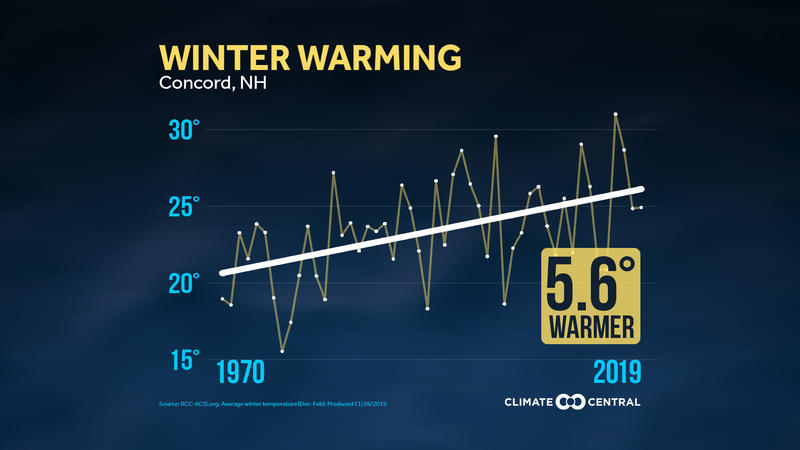 WINTER WARMING
Concord, NH
30°
25°
20°
15°
5.6°
WARMER
1970
2019
Source: RCC-ACIS.org. Average winter temperature (Dec-Feb). Produced 11/26/2019
CLIMATE CENTRAL